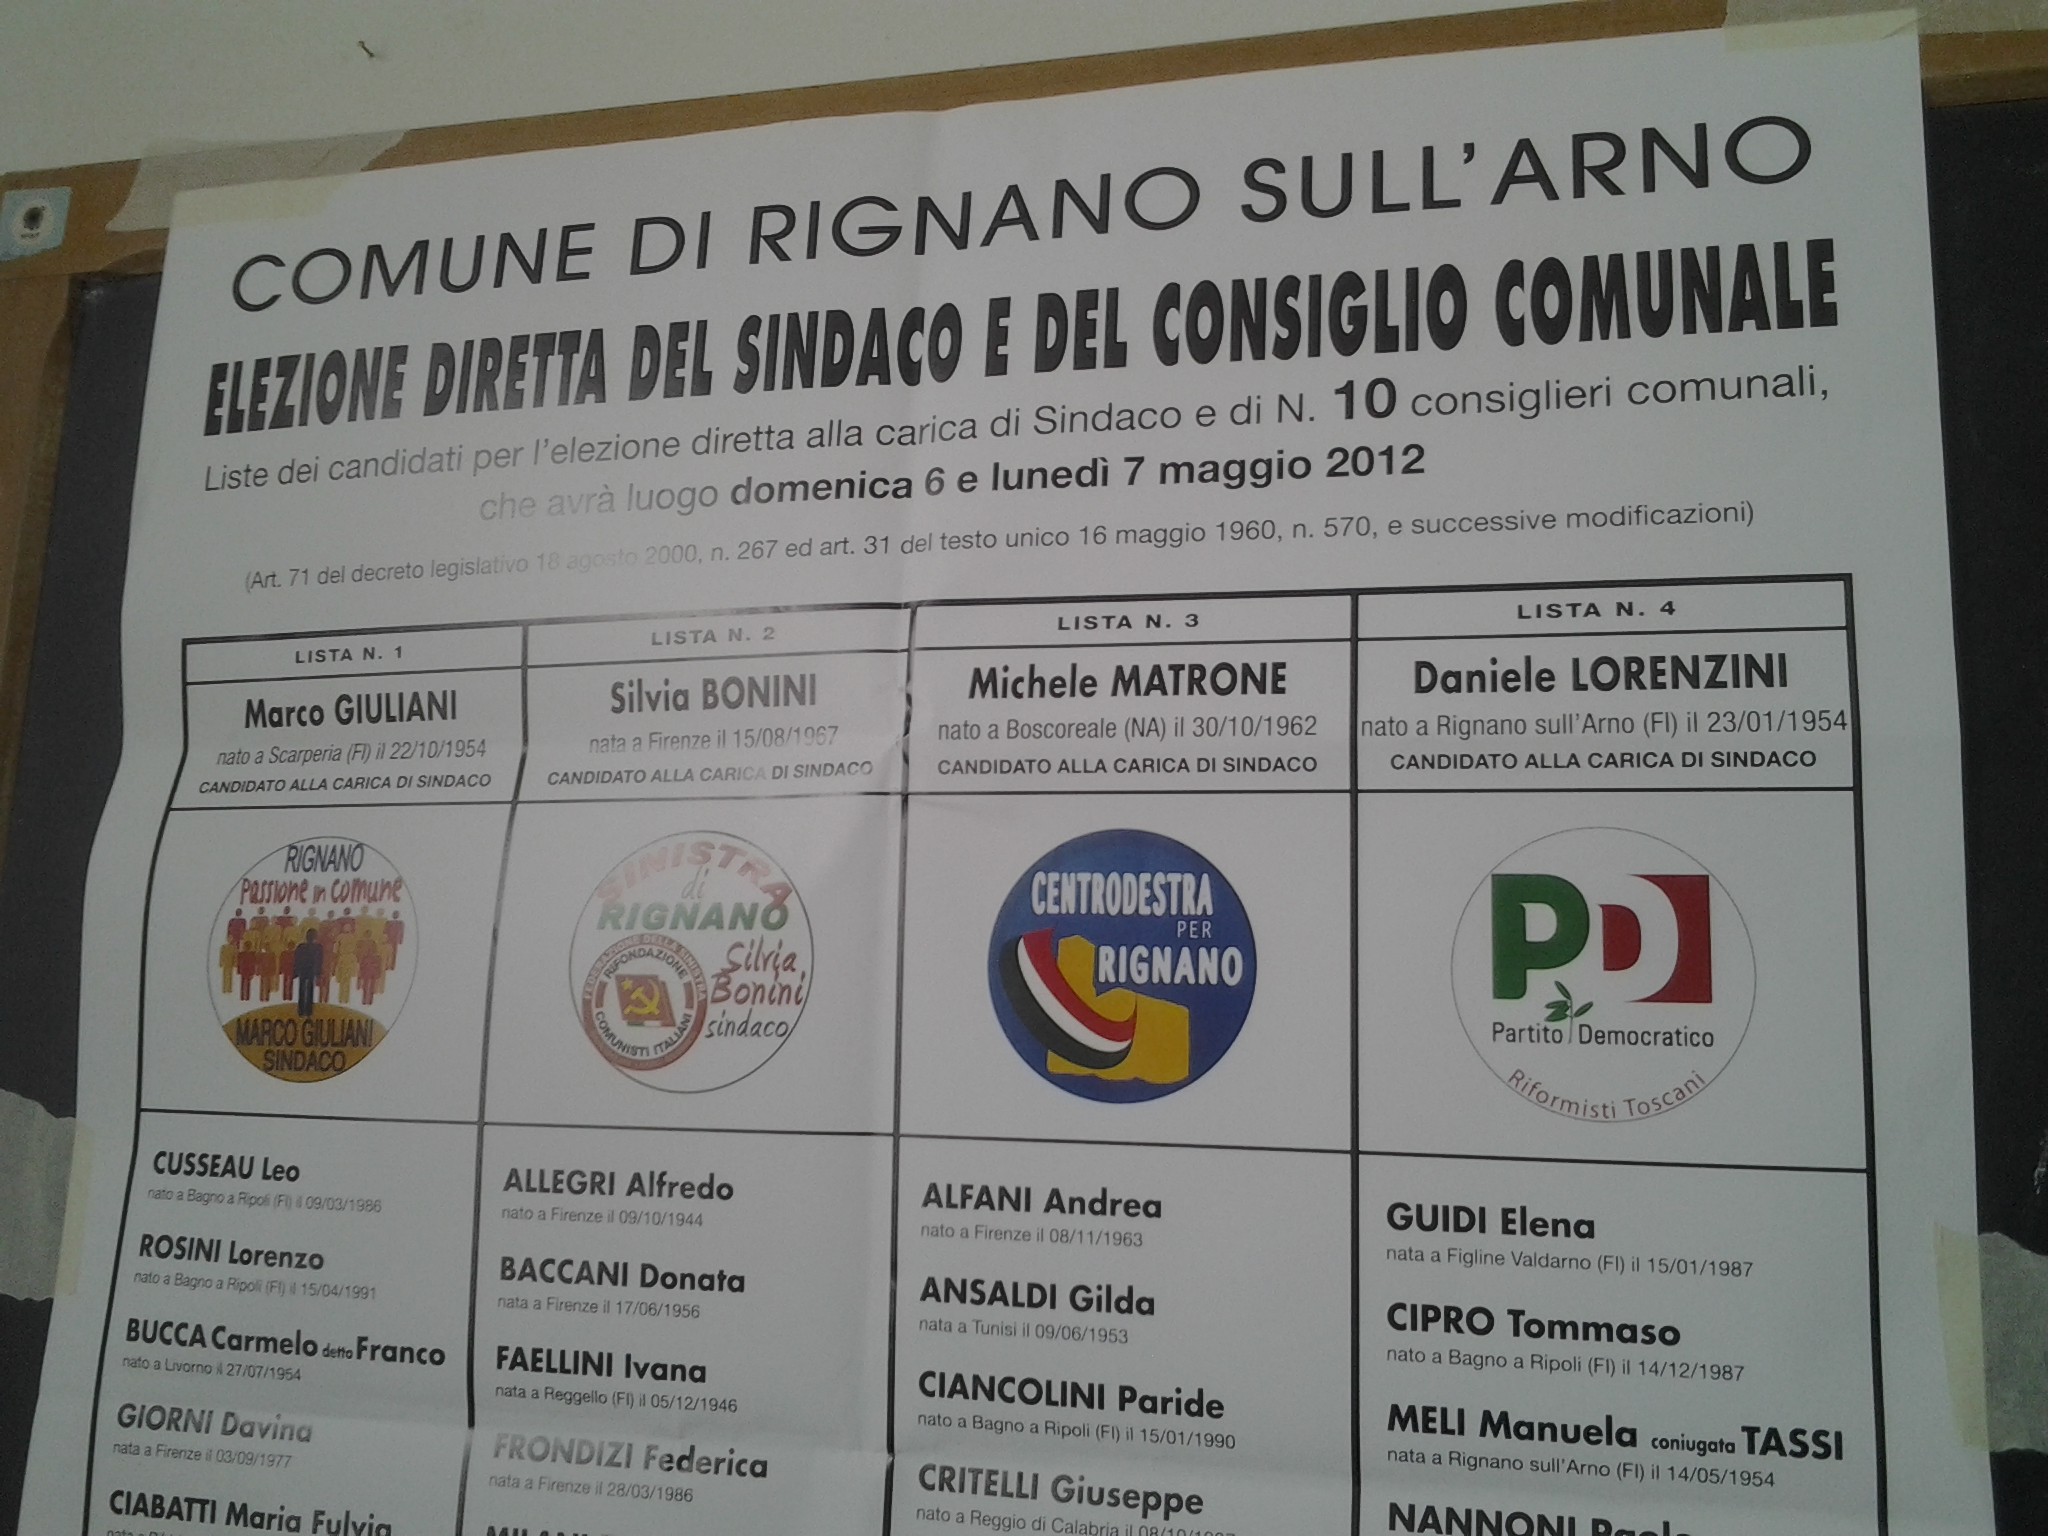 COMUNE DI RIGNANO SULL'ARNO
ELEZIONE DIRETTA DEL SINDACO E DEL CONSIGLIO COMUNALE
Liste dei candidati per l'elezione diretta alla carica di Sindaco e di N. 10 consiglieri comunali,
che avrà luogo domenica 6 e lunedì 7 maggio 2012
(Art. 71 del decreto legislativo 18 agosto 2000, n. 267 ed art. 31 del testo unico 16 maggio 1960, n. 570, e successive modificazioni)
LISTA N. 1
Marco GIULIANI
nato a Scarperia (FI) il 22/10/1954
CANDIDATO ALLA CARICA DI SINDACO
RIGNANO
Passione in comune
MARCO GIULIANI
SINDACO
CUSSEAU Leo
nato a Bagno a Ripoli (FI) il 09/03/1986
ROSINI Lorenzo
nato a Bagno a Ripoli (FI) il 15/04/1991
BUCCA Carmelo detto Franco
nato a Livorno il 27/07/1954
GIORNI Davina
nata a Firenze il 03/09/1977
CIABATTI Maria Fulvia
LISTA N. 2
Silvia BONINI
nata a Firenze il 15/08/1967
CANDIDATO ALLA CARICA DI SINDACO
SINISTRA
di
RIGNANO
FEDERAZIONE DELLA SINISTRA
RIFONDAZIONE
COMUNISTI ITALIANI
Silvia
Bonini
sindaco
ALLEGRI Alfredo
nato a Firenze il 09/10/1944
BACCANI Donata
nata a Firenze il 17/06/1956
FAELLINI Ivana
nata a Reggello (FI) il 05/12/1946
FRONDIZI Federica
nata a Firenze il 28/03/1986
LISTA N. 3
Michele MATRONE
nato a Boscoreale (NA) il 30/10/1962
CANDIDATO ALLA CARICA DI SINDACO
CENTRODESTRA
PER
RIGNANO
ALFANI Andrea
nato a Firenze il 08/11/1963
ANSALDI Gilda
nata a Tunisi il 09/06/1953
CIANCOLINI Paride
nato a Bagno a Ripoli (FI) il 15/01/1990
CRITELLI Giuseppe
nato a Reggio di Calabria il
LISTA N. 4
Daniele LORENZINI
nato a Rignano sull'Arno (FI) il 23/01/1954
CANDIDATO ALLA CARICA DI SINDACO
PD
Partito Democratico
Riformisti Toscani
GUIDI Elena
nata a Figline Valdarno (FI) il 15/01/1987
CIPRO Tommaso
nato a Bagno a Ripoli (FI) il 14/12/1987
MELI Manuela coniugata TASSI
nata a Rignano sull'Arno (FI) il 14/05/1954
NANNONI